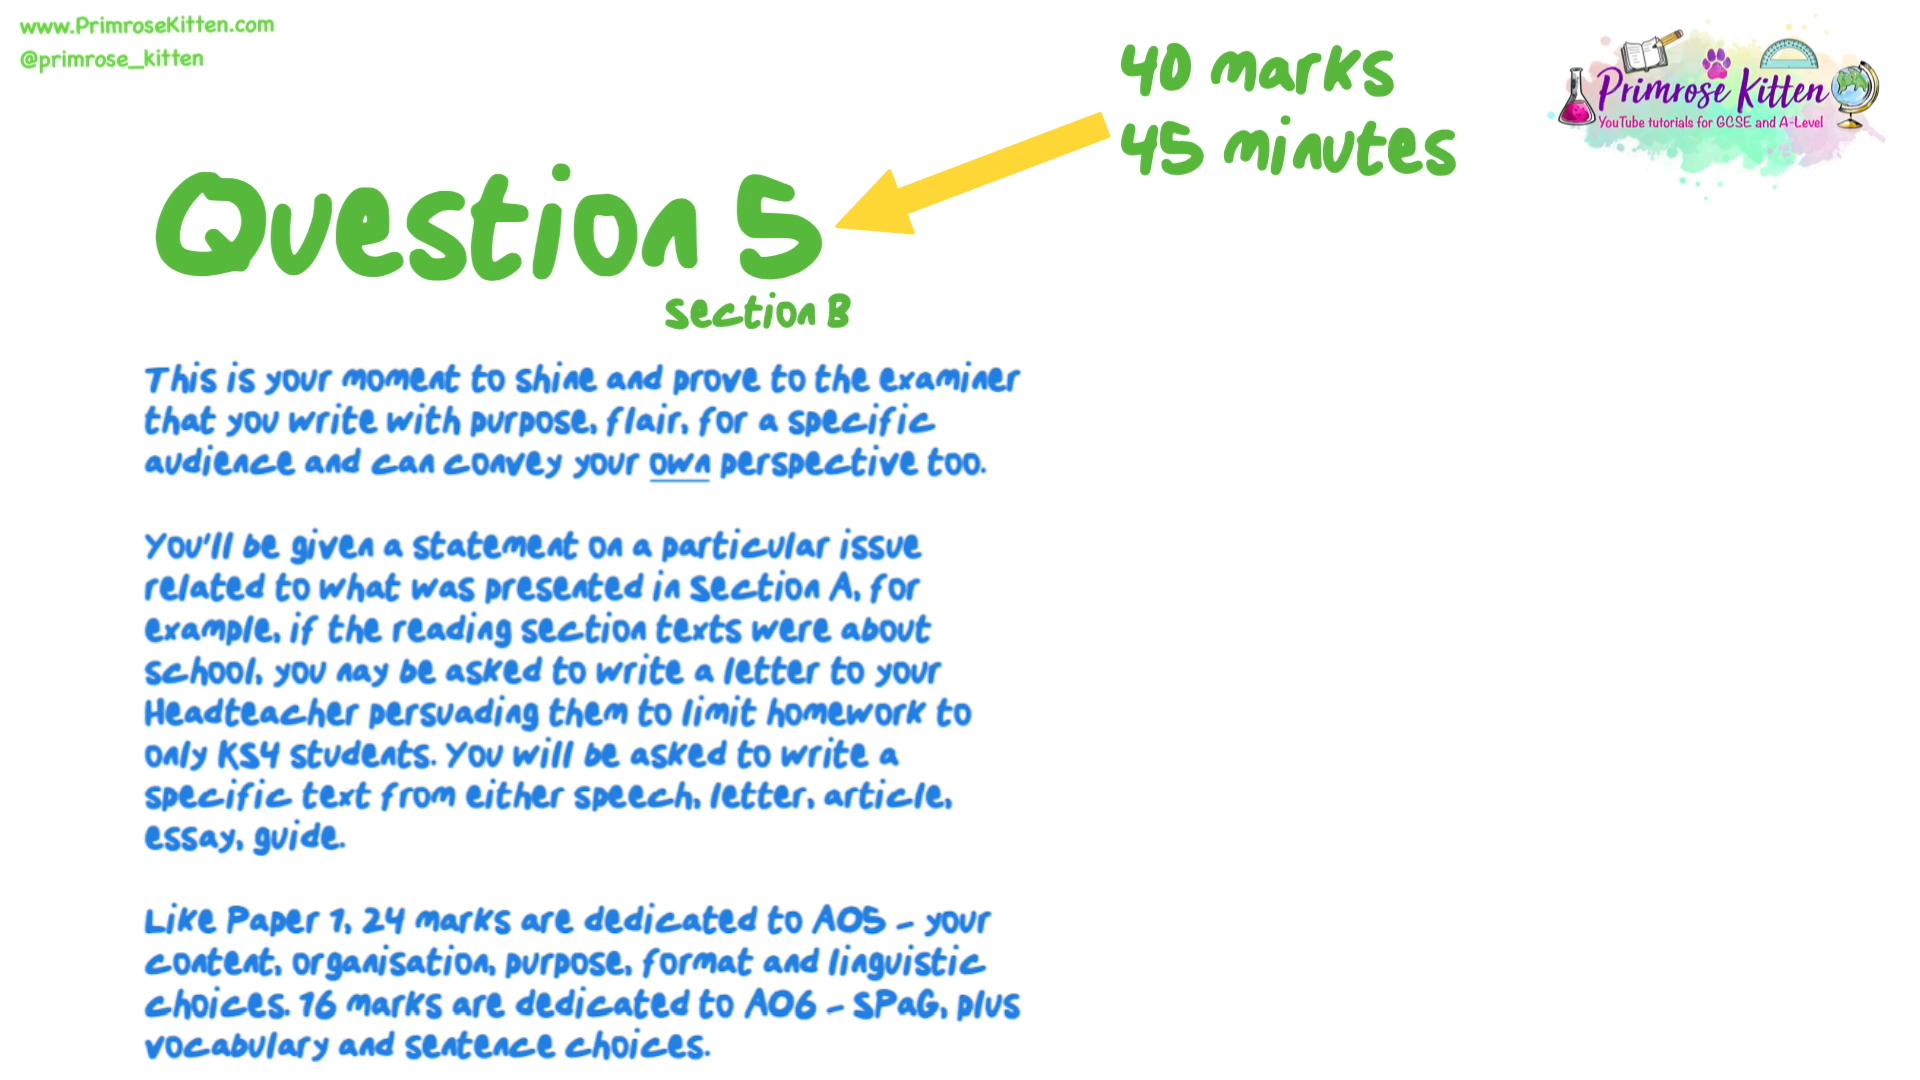 www.PrimroseKitten.com
@primrose_kitten
40 marks
45 minutes
Primrose Kitten
YouTube tutorials for GCSE and A-Level
Question 5
Section B
This is your moment to shine and prove to the examiner
that you write with purpose, flair, for a specific
audience and can convey your own perspective too.
You'll be given a statement on a particular issue
related to what was presented in Section A, for
example, if the reading section texts were about
school, you nay be asked to write a letter to your
Headteacher persuading them to limit homework to
only KS4 students. You will be asked to write a
specific text from either speech, letter, article,
essay, guide.
Like Paper 1, 24 marks are dedicated to AO5 – your
content, organisation, purpose, format and linguistic
choices. 16 marks are dedicated to AO6 – SPaG, plus
vocabulary and sentence choices.